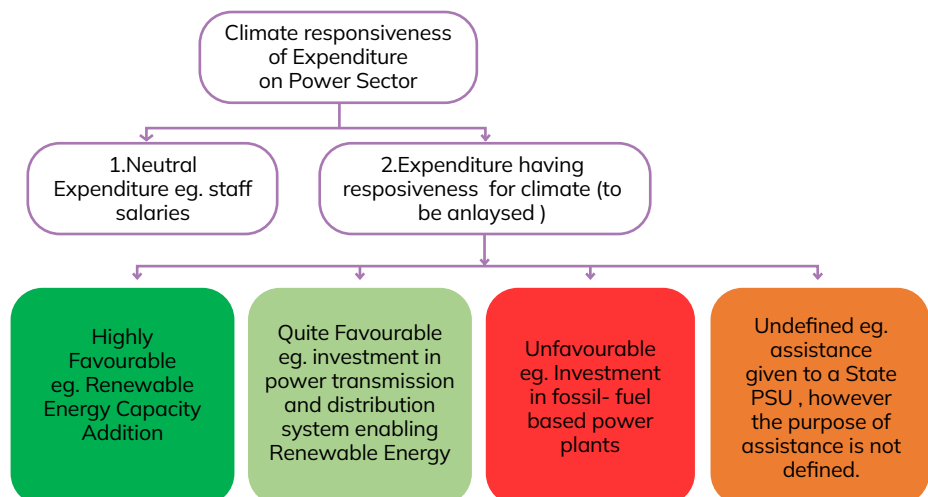 Climate responsiveness
of Expenditure
on Power Sector
1.Neutral
Expenditure eg. staff
salaries
2.Expenditure having
resposiveness for climate (to
be anlaysed )
Highly
Favourable
eg. Renewable
Energy Capacity
Addition
Quite Favourable
eg. investment in
power transmission
and distribution
system enabling
Renewable Energy
Unfavourable
eg. Investment
in fossil- fuel
based power
plants
Undefined eg.
assistance
given to a State
PSU , however
the purpose of
assistance is not
defined.